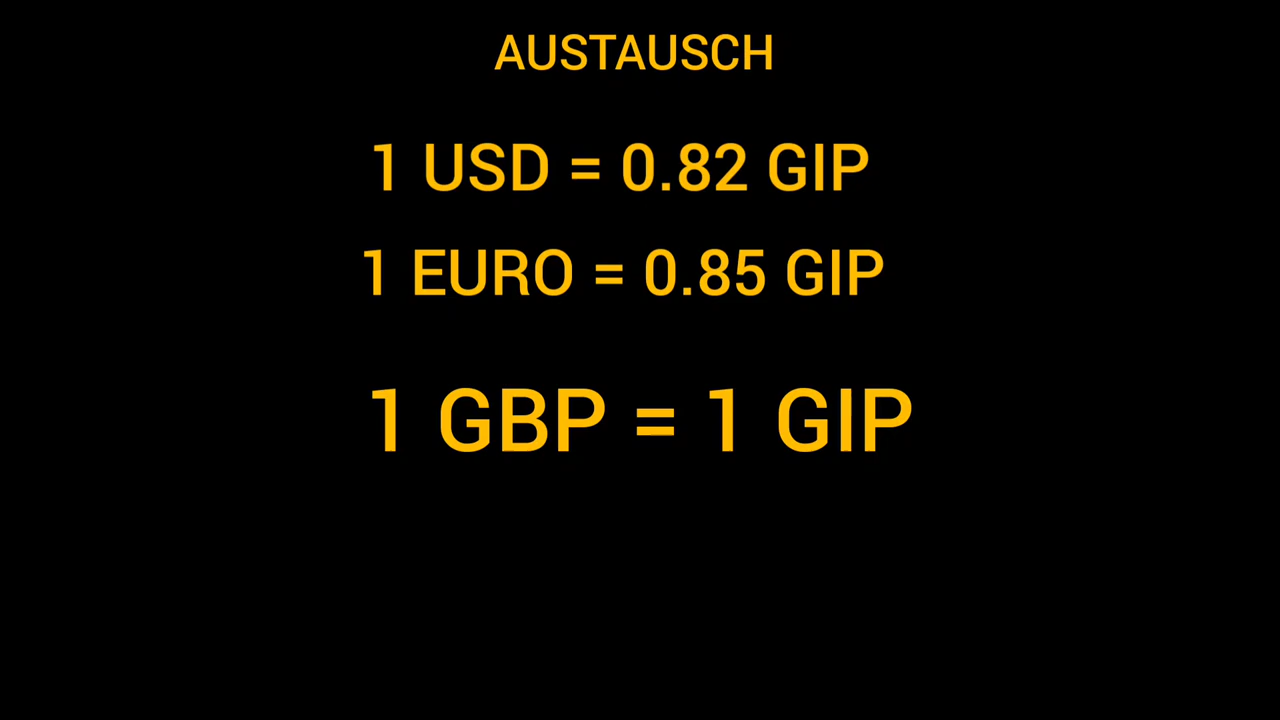 AUSTAUSCH
1 USD = 0.82 GIP
1 EURO = 0.85 GIP
1 GBP = 1 GIP